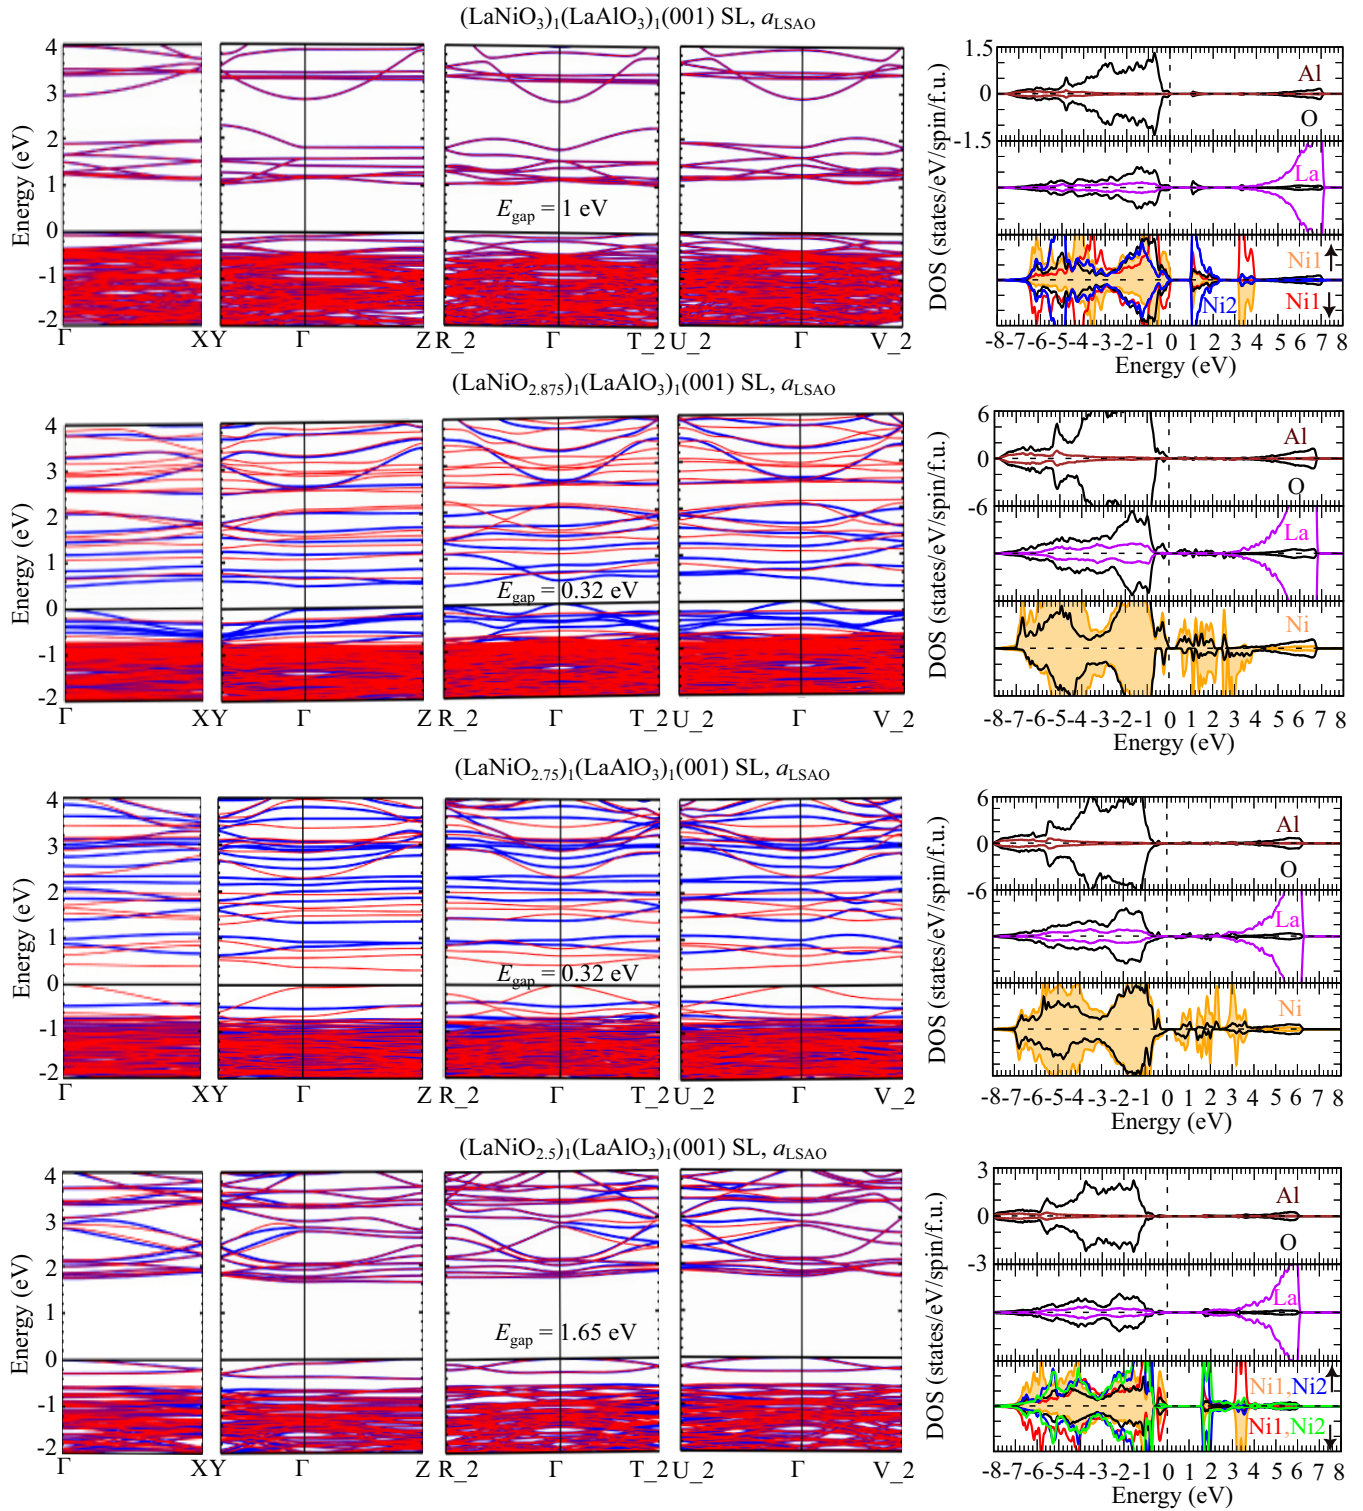 (LaNiO3)1(LaAlO3)1(001) SL, aLSAO
Energy (eV)
4
3
2
1
0
-1
-2
Egap = 1 eV
Γ X Y Γ Z R_2 Γ T_2 U_2 Γ V_2
DOS (states/eV/spin/f.u.)
1.5
0
-1.5
Al
O
La
Ni1
Ni2
Ni1
-8 -7 -6 -5 -4 -3 -2 -1 0 1 2 3 4 5 6 7 8
Energy (eV)
(LaNiO2.875)1(LaAlO3)1(001) SL, aLSAO
Energy (eV)
4
3
2
1
0
-1
-2
Egap = 0.32 eV
Γ X Y Γ Z R_2 Γ T_2 U_2 Γ V_2
DOS (states/eV/spin/f.u.)
6
0
-6
Al
O
La
Ni
-8 -7 -6 -5 -4 -3 -2 -1 0 1 2 3 4 5 6 7 8
Energy (eV)
(LaNiO2.75)1(LaAlO3)1(001) SL, aLSAO
Energy (eV)
4
3
2
1
0
-1
-2
Egap = 0.32 eV
Γ X Y Γ Z R_2 Γ T_2 U_2 Γ V_2
DOS (states/eV/spin/f.u.)
6
0
-6
Al
O
La
Ni
-8 -7 -6 -5 -4 -3 -2 -1 0 1 2 3 4 5 6 7 8
Energy (eV)
(LaNiO2.5)1(LaAlO3)1(001) SL, aLSAO
Energy (eV)
4
3
2
1
0
-1
-2
Egap = 1.65 eV
Γ X Y Γ Z R_2 Γ T_2 U_2 Γ V_2
DOS (states/eV/spin/f.u.)
3
0
-3
Al
O
La
Ni1,Ni2
Ni1,Ni2
-8 -7 -6 -5 -4 -3 -2 -1 0 1 2 3 4 5 6 7 8
Energy (eV)